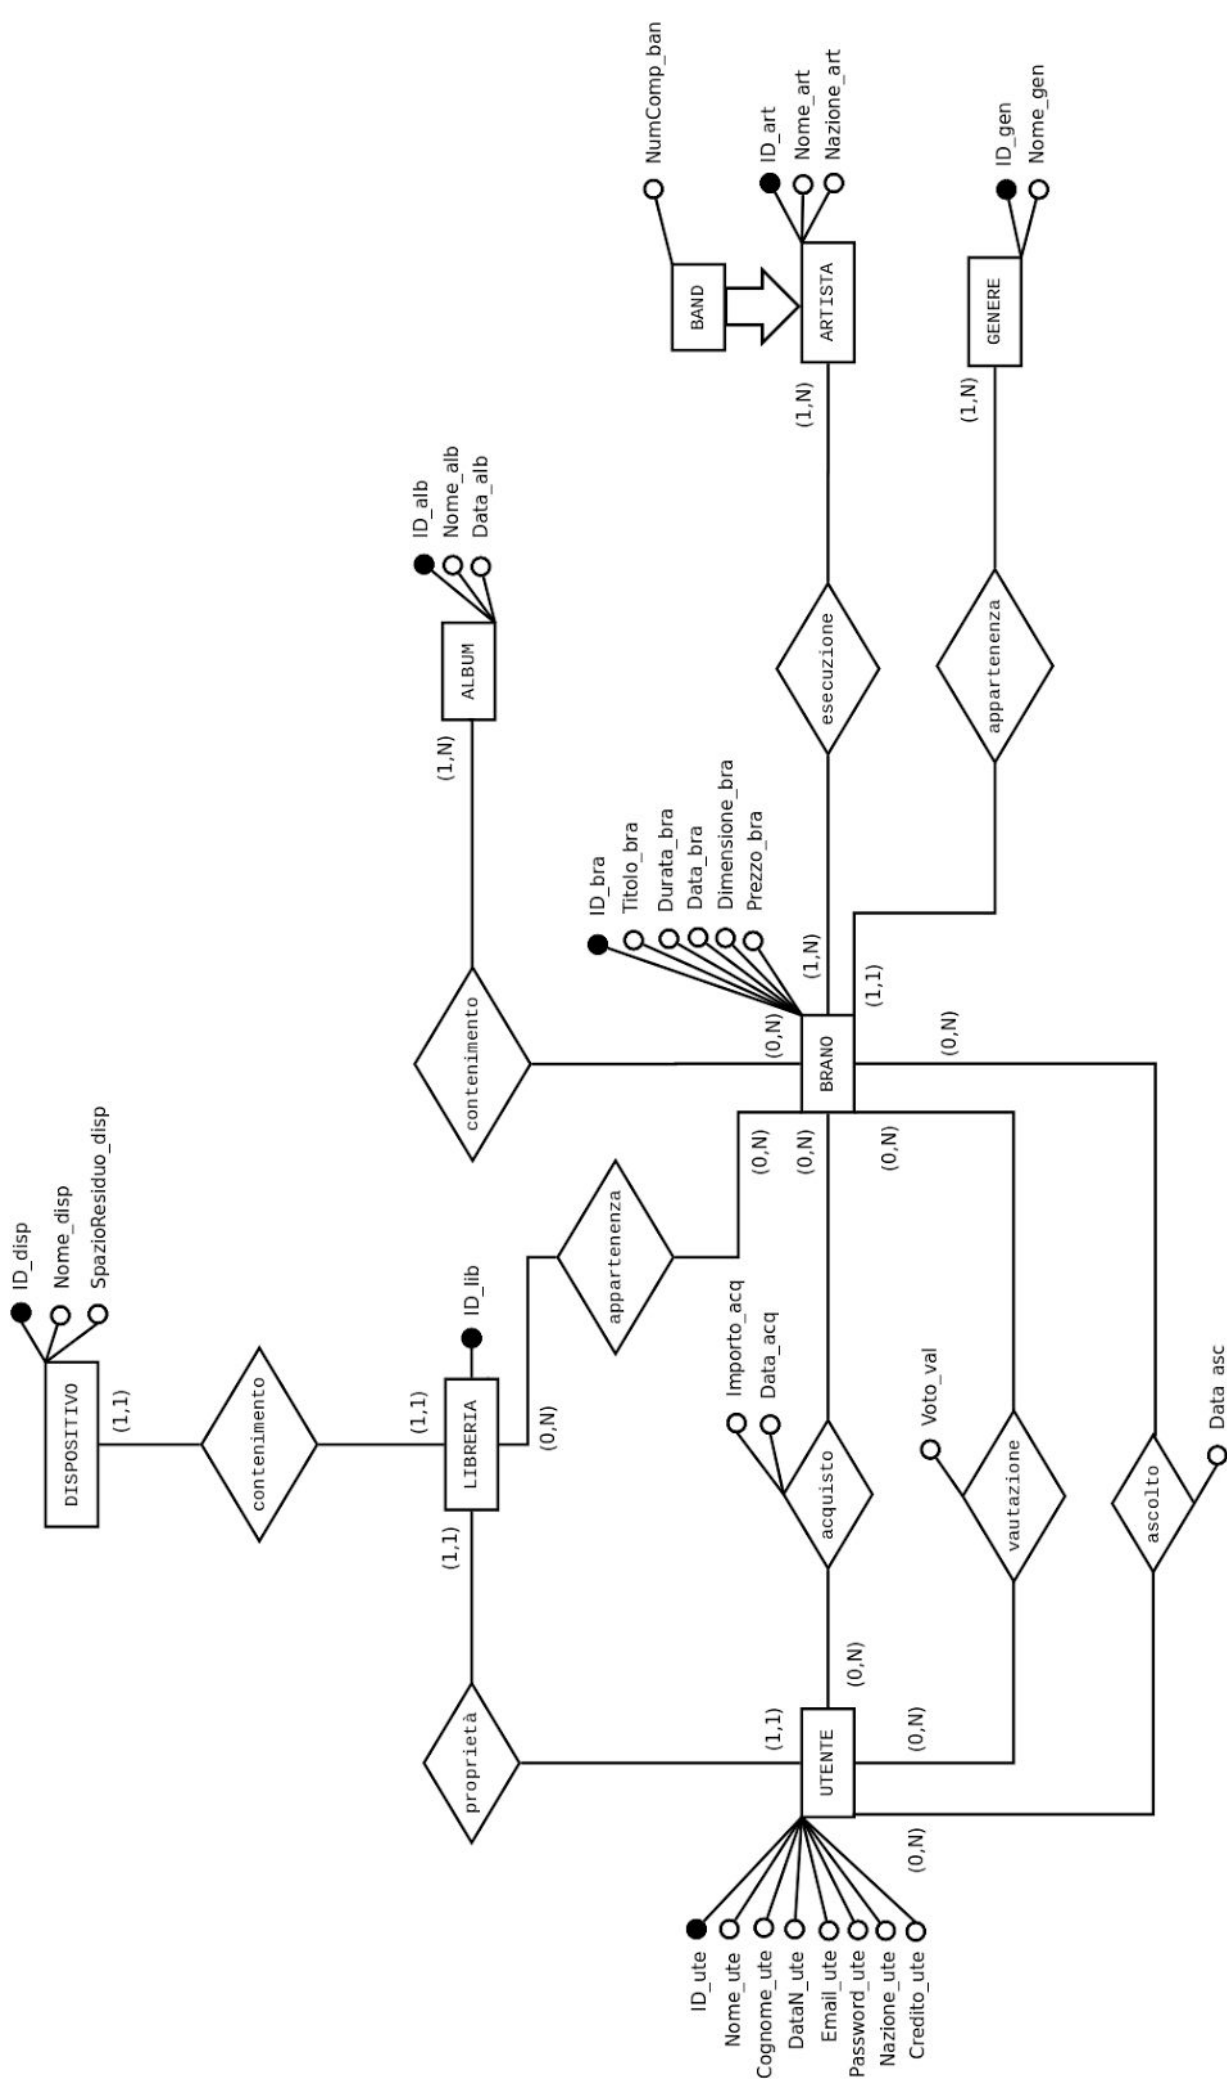 ID_disp
Nome_disp
SpazioResiduo_disp
DISPOSITIVO
(1,1)
contenimento
(1,1)
LIBRERIA
ID_lib
(1,1)
(0,N)
proprietà
appartenenza
contenimento
(1,N)
ALBUM
ID_alb
Nome_alb
Data_alb
ID_bra
Titolo_bra
Durata_bra
Data_bra
Dimensione_bra
Prezzo_bra
BAND
NumComp_ban
ID_art
Nome_art
Nazione_art
ARTISTA
(1,N)
esecuzione
(1,N)
BRANO
(0,N)
(0,N)
(0,N)
(0,N)
(1,1)
(0,N)
Importo_acq
Data_acq
acquisto
(0,N)
(1,1)
UTENTE
ID_ute
Nome_ute
Cognome_ute
DataN_ute
Email_ute
Password_ute
Nazione_ute
Credito_ute
(0,N)
(0,N)
Voto_val
vautazione
appartenenza
(1,N)
GENERE
ID_gen
Nome_gen
ascolto
Data asc